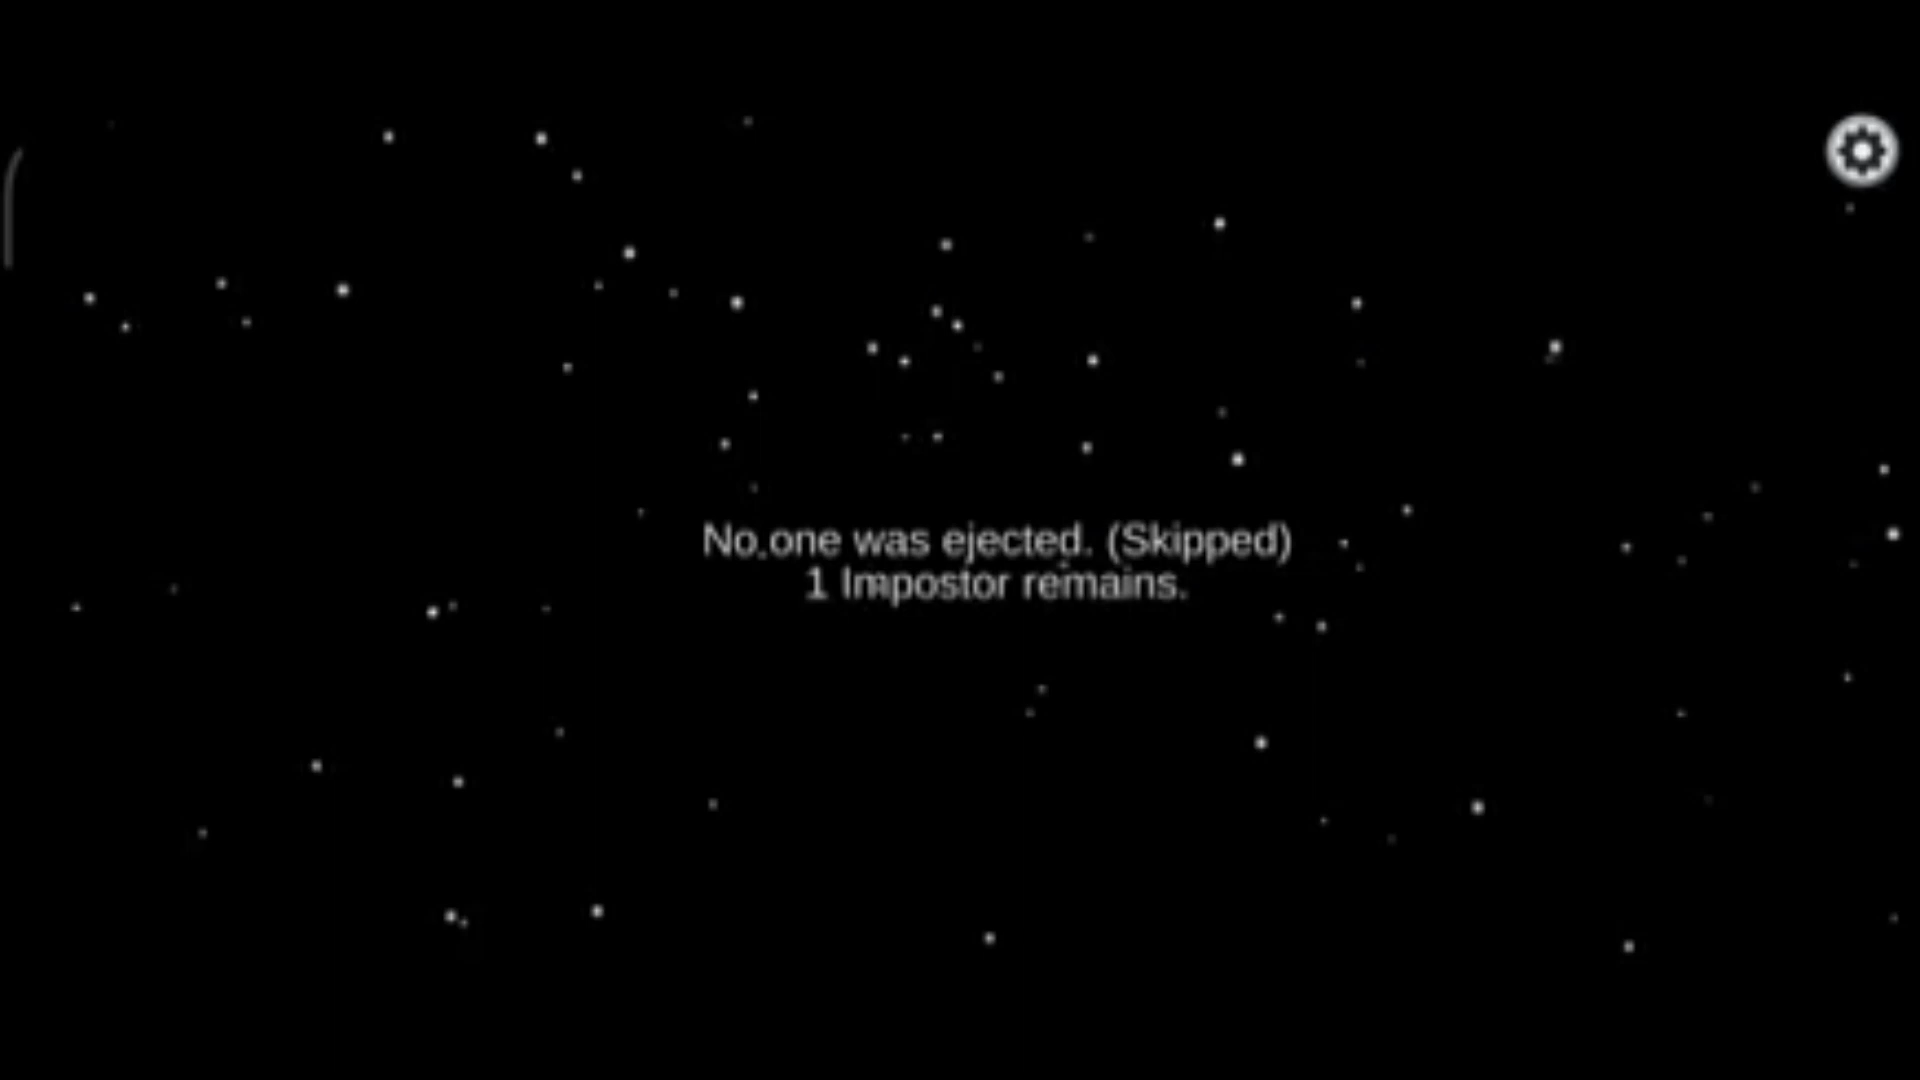 No one was ejected. (Skipped)
1 Impostor remains.